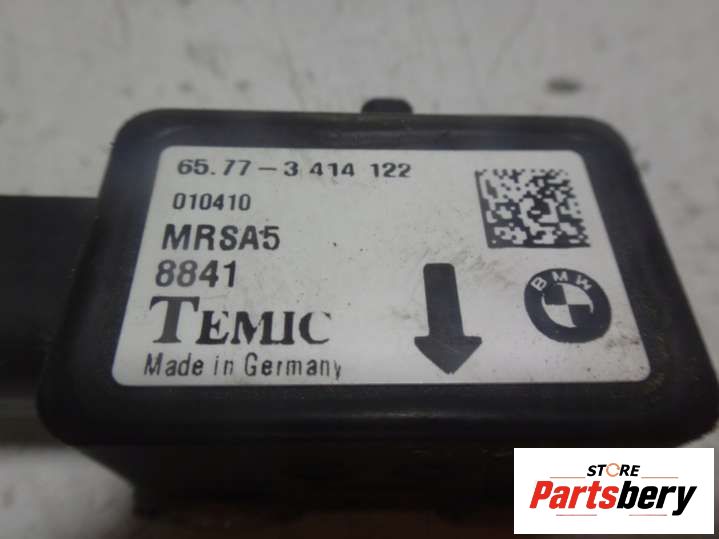 65.77-3 414 122
010410
MRSA5
8841
TEMIC
Made in Germany
BMW
STORE
Partsbery